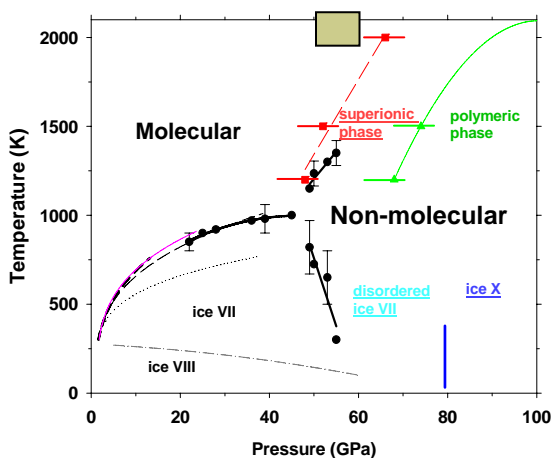 2000
1500
1000
500
0
Temperature (K)
Molecular
superionic
phase
polymeric
phase
Non-molecular
ice VII
disordered
ice VII
ice X
ice VIII
0
20
40
60
80
100
Pressure (GPa)